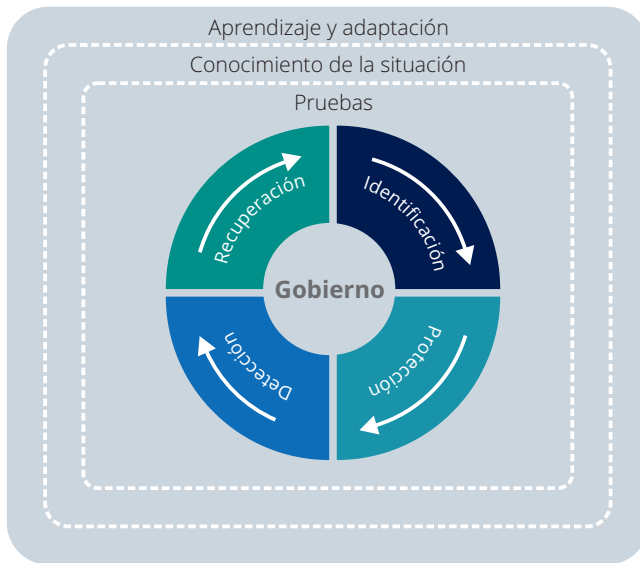 Aprendizaje y adaptación
Conocimiento de la situación
Pruebas
Recuperación
Identificación
Gobierno
Detección
Protección